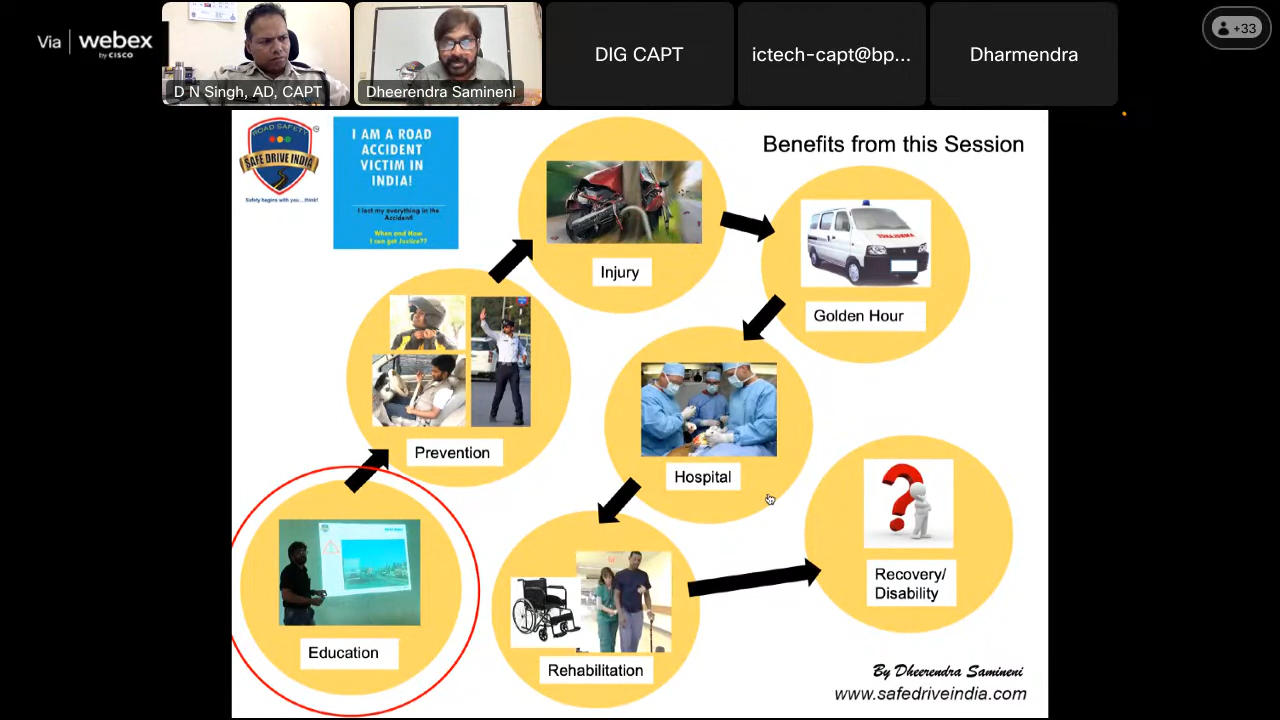 Via | webex
by CISCO
D N Singh, AD, CAPT
Dheerendra Samineni
DIG CAPT
ictech-capt@bp...
Dharmendra
+33
ROAD SAFETY
SAFE DRIVE INDIA
Safety begins with you...think!
I AM A ROAD
ACCIDENT
VICTIM IN
INDIA!
I lost my everything in the
Accident!
When and How
I can get Justice??
Benefits from this Session
Injury
Golden Hour
Prevention
Hospital
Education
Rehabilitation
Recovery/
Disability
By Dheerendra Samineni
www.safedriveindia.com